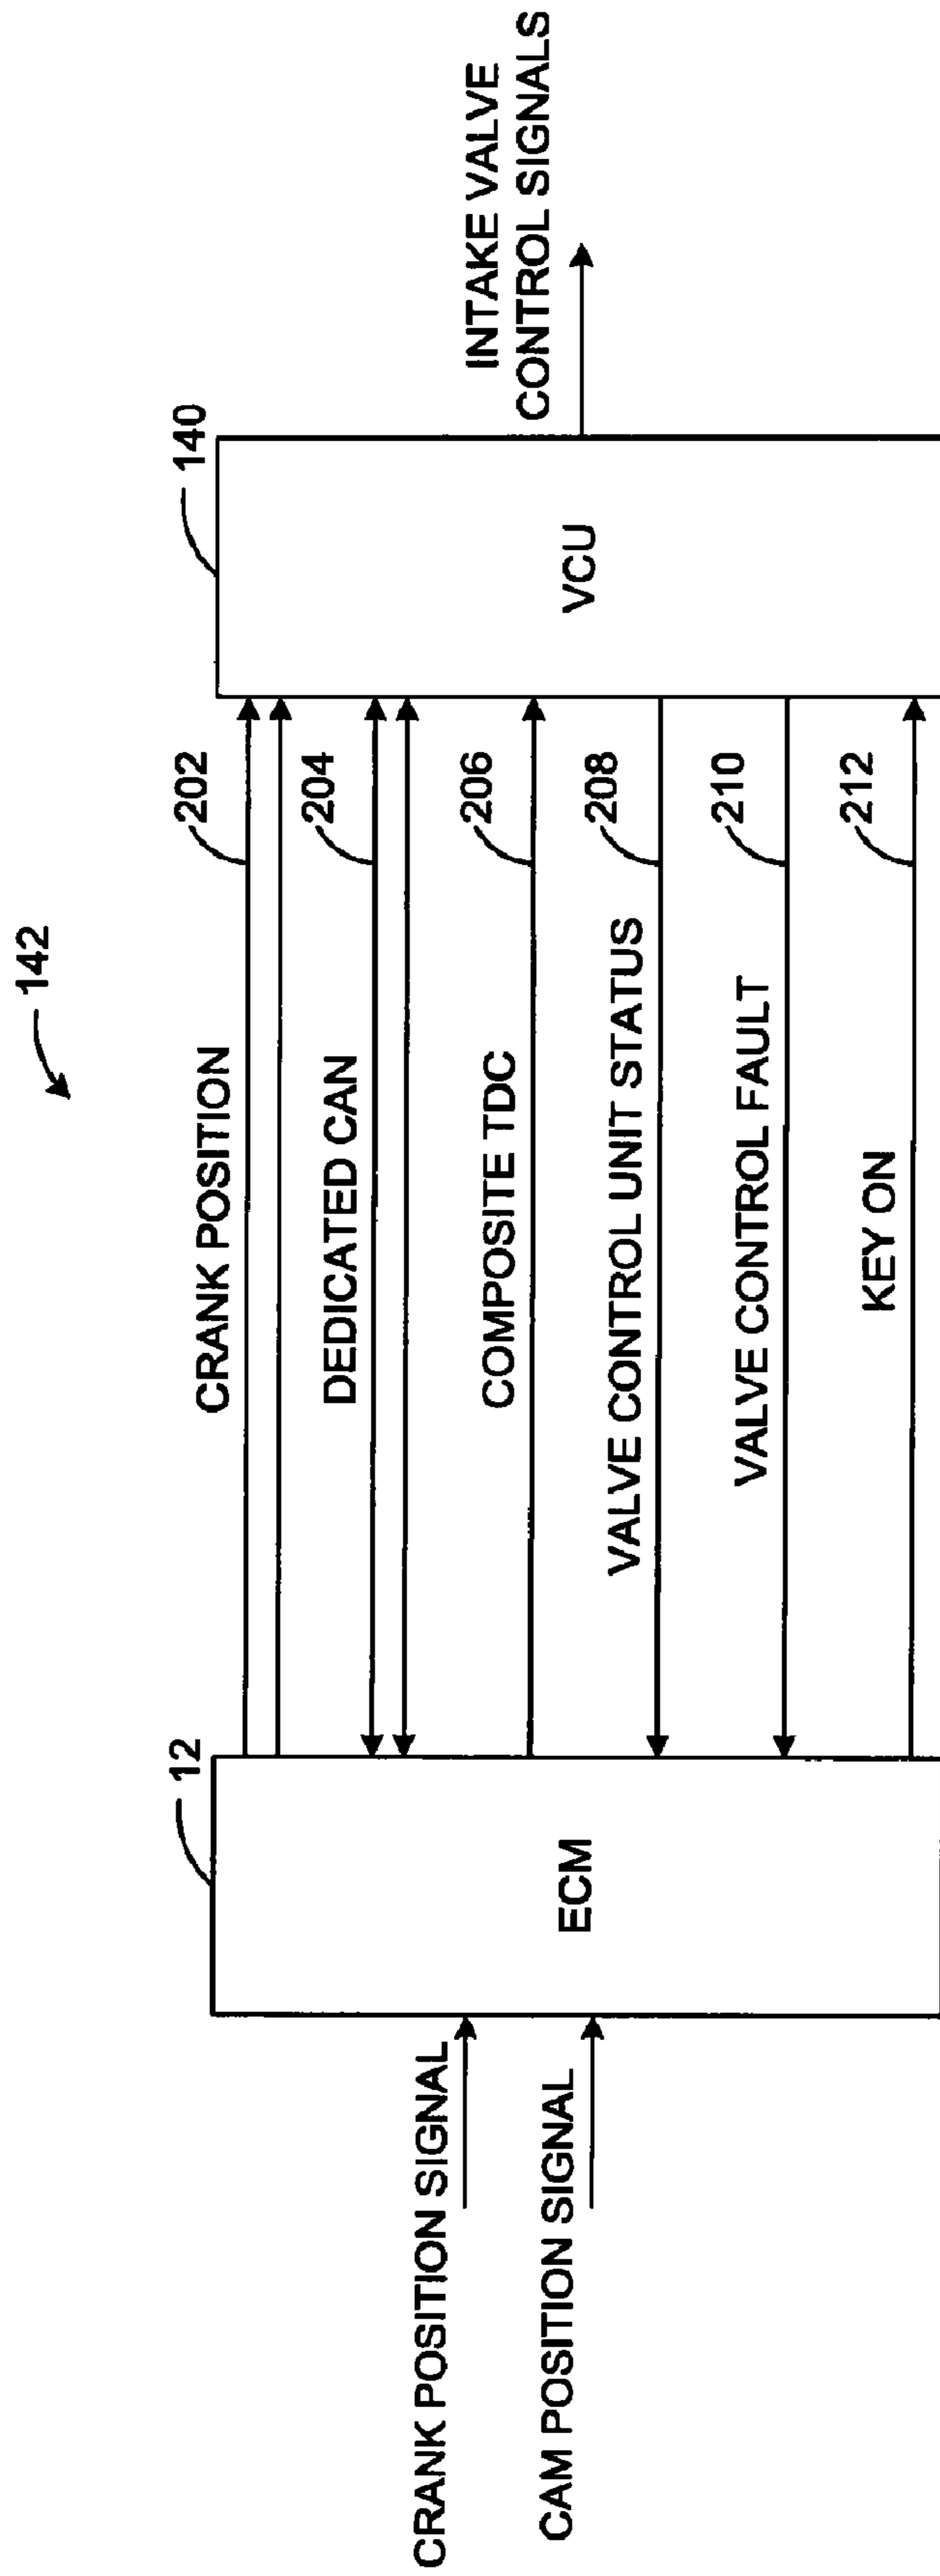 142
CRANK POSITION SIGNAL
CAM POSITION SIGNAL
12
ECM
CRANK POSITION
202
DEDICATED CAN
204
COMPOSITE TDC
206
VALVE CONTROL UNIT STATUS
208
VALVE CONTROL FAULT
210
KEY ON
212
140
VCU
INTAKE VALVE
CONTROL SIGNALS